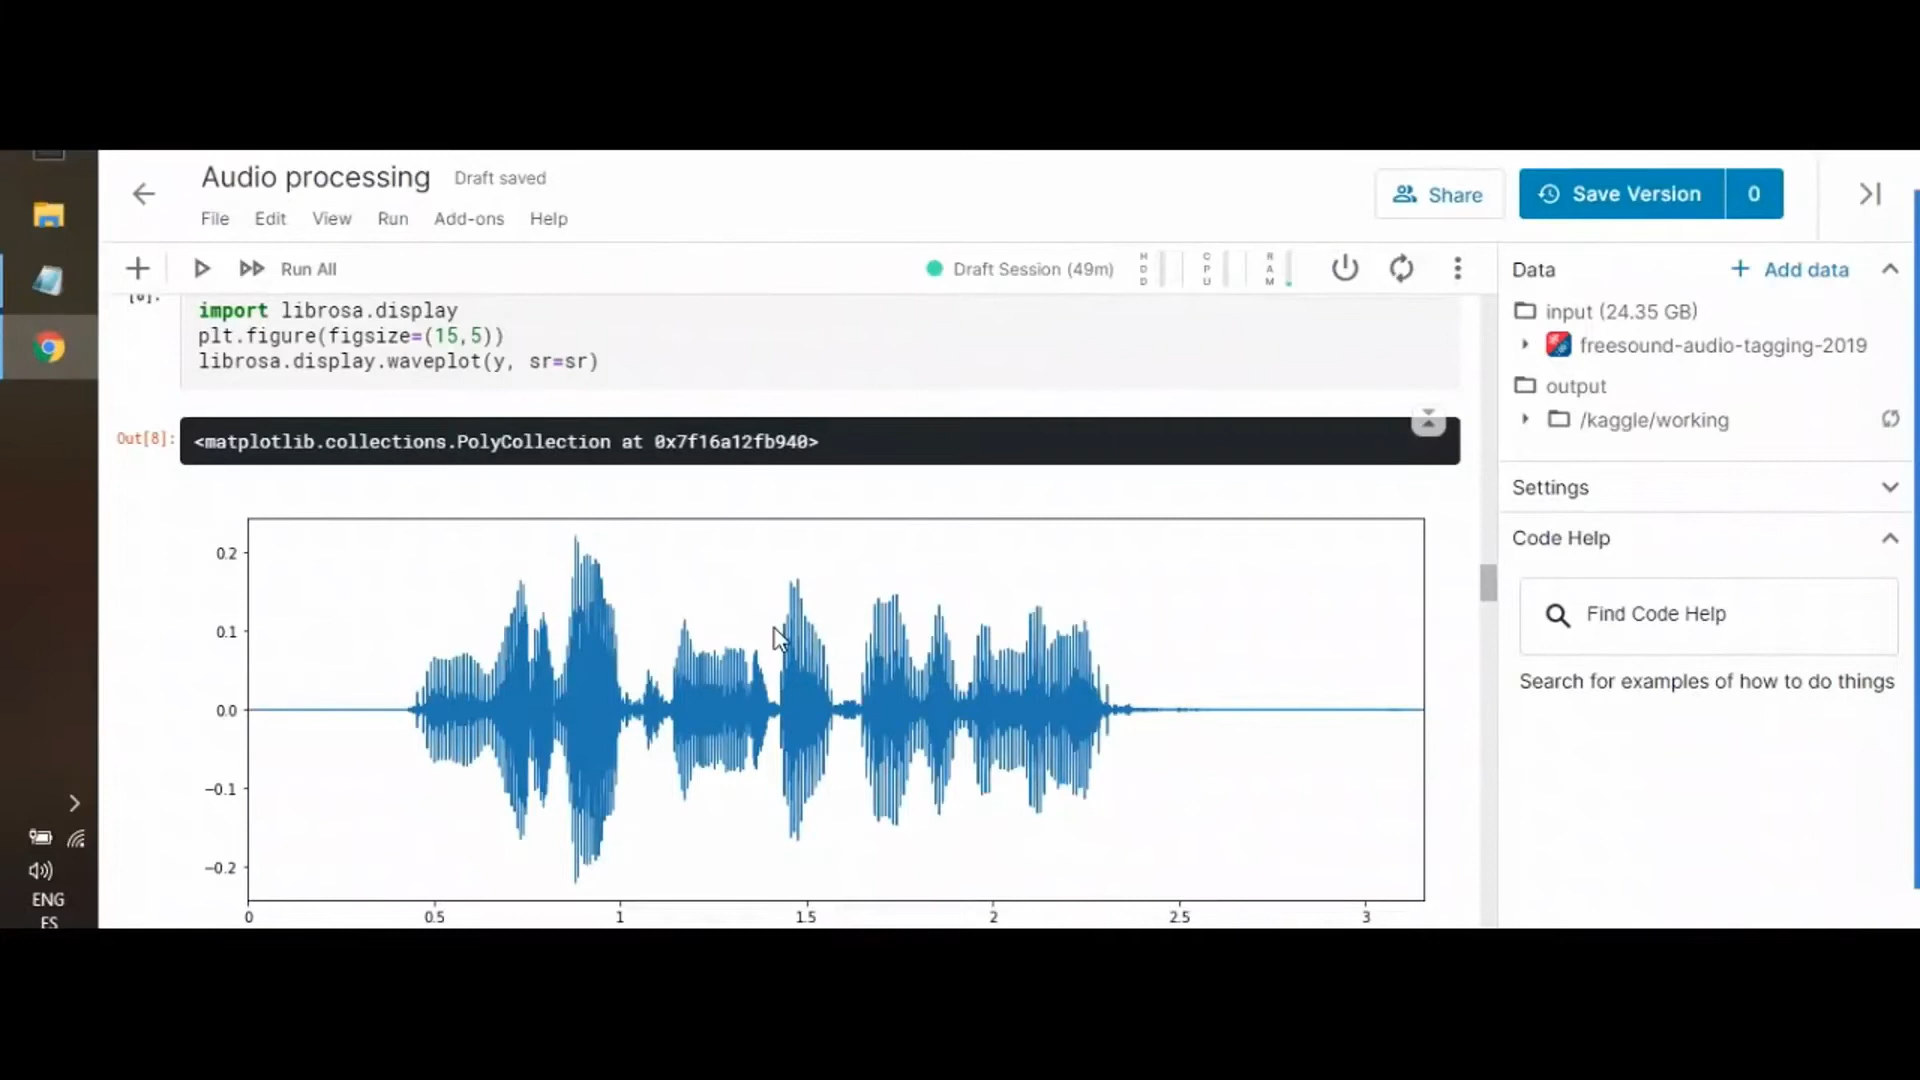 Audio processing Draft saved
File Edit View Run Add-ons Help
Share
Save Version 0
Run All
Draft Session (49m)
HDD
CPU
RAM
import librosa.display
plt.figure(figsize=(15,5))
librosa.display.waveplot(y, sr=sr)
Out[8]: <matplotlib.collections.PolyCollection at 0x7f16a12fb940>
0.2
0.1
0.0
−0.1
−0.2
0 0.5 1 1.5 2 2.5 3
Data + Add data
input (24.35 GB)
freesound-audio-tagging-2019
output
/kaggle/working
Settings
Code Help
Find Code Help
Search for examples of how to do things
ENG
ES